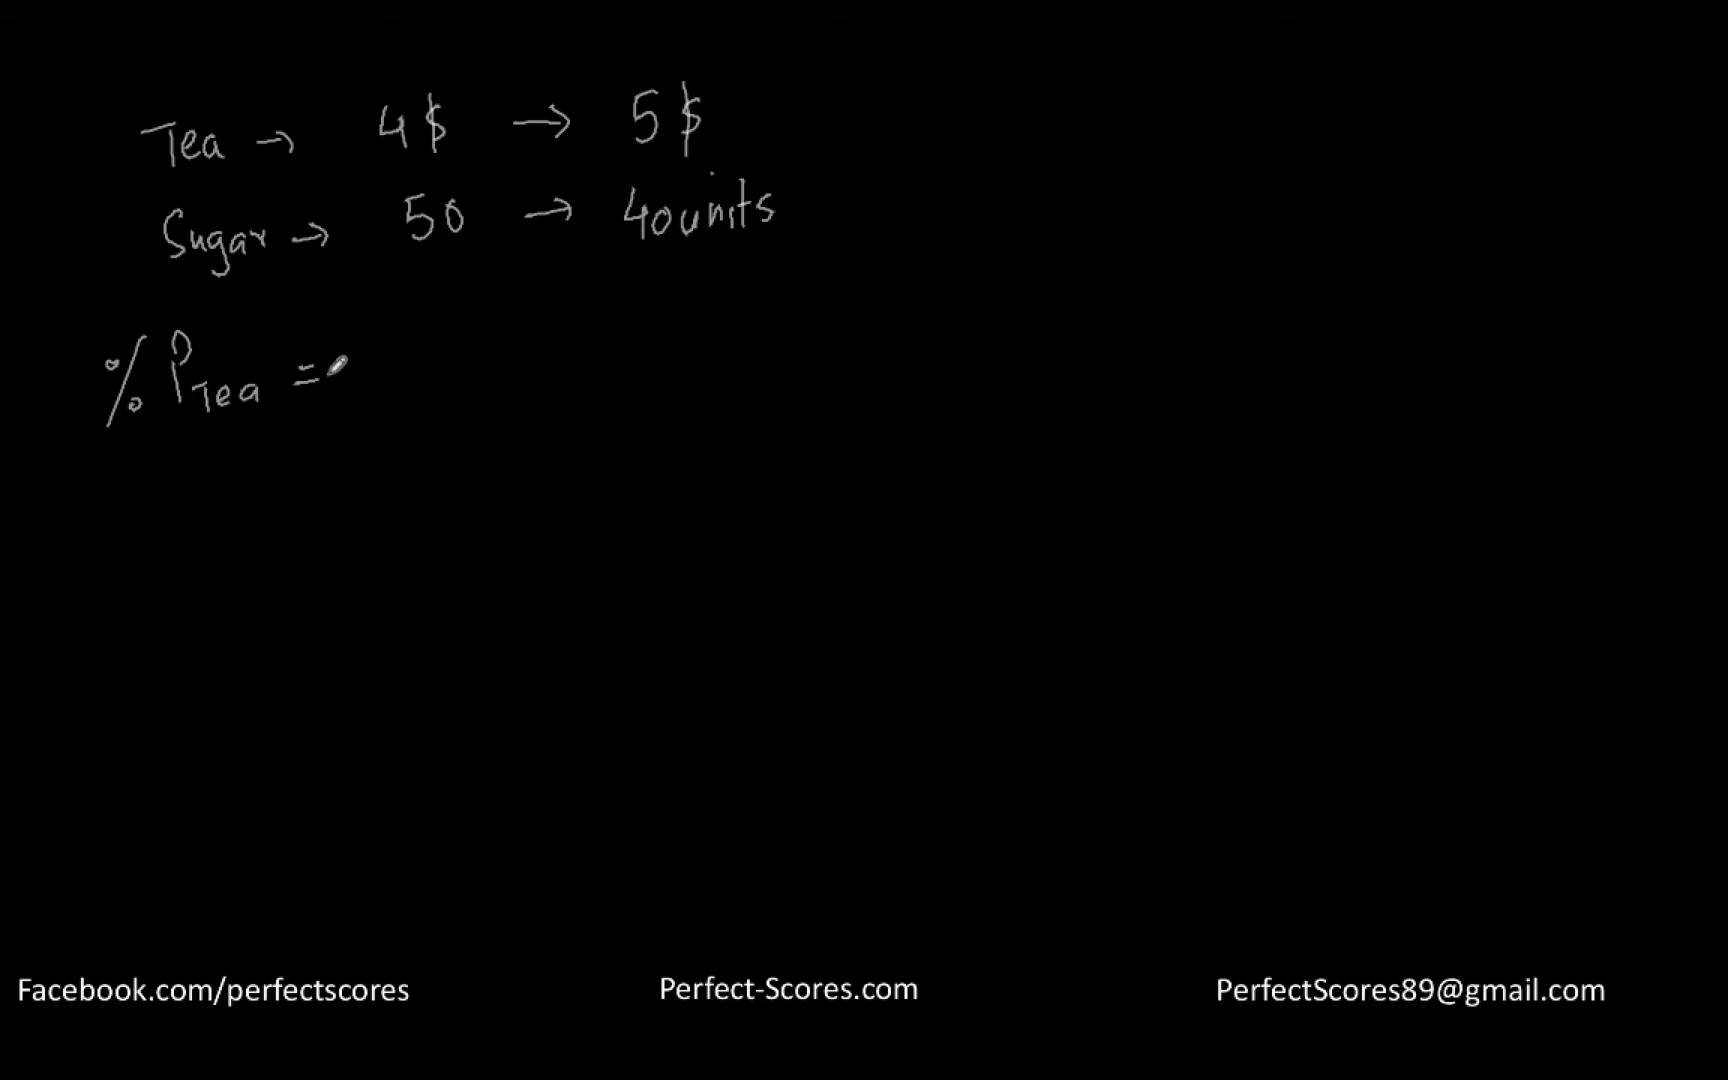 Tea → 4$ → 5$
Sugar → 50 → 40units
% P Tea =
Facebook.com/perfectscores
Perfect-Scores.com
PerfectScores89@gmail.com